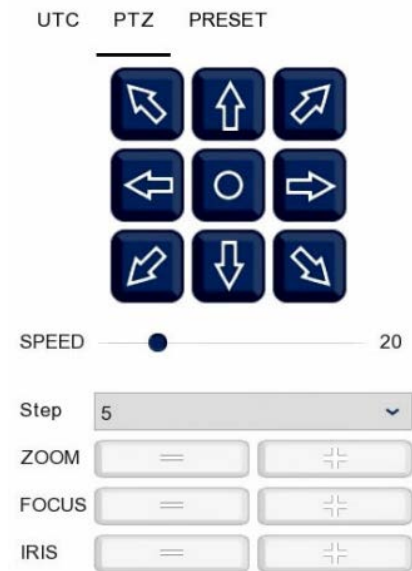 UTC PTZ PRESET
SPEED 20
Step 5
ZOOM
FOCUS
IRIS